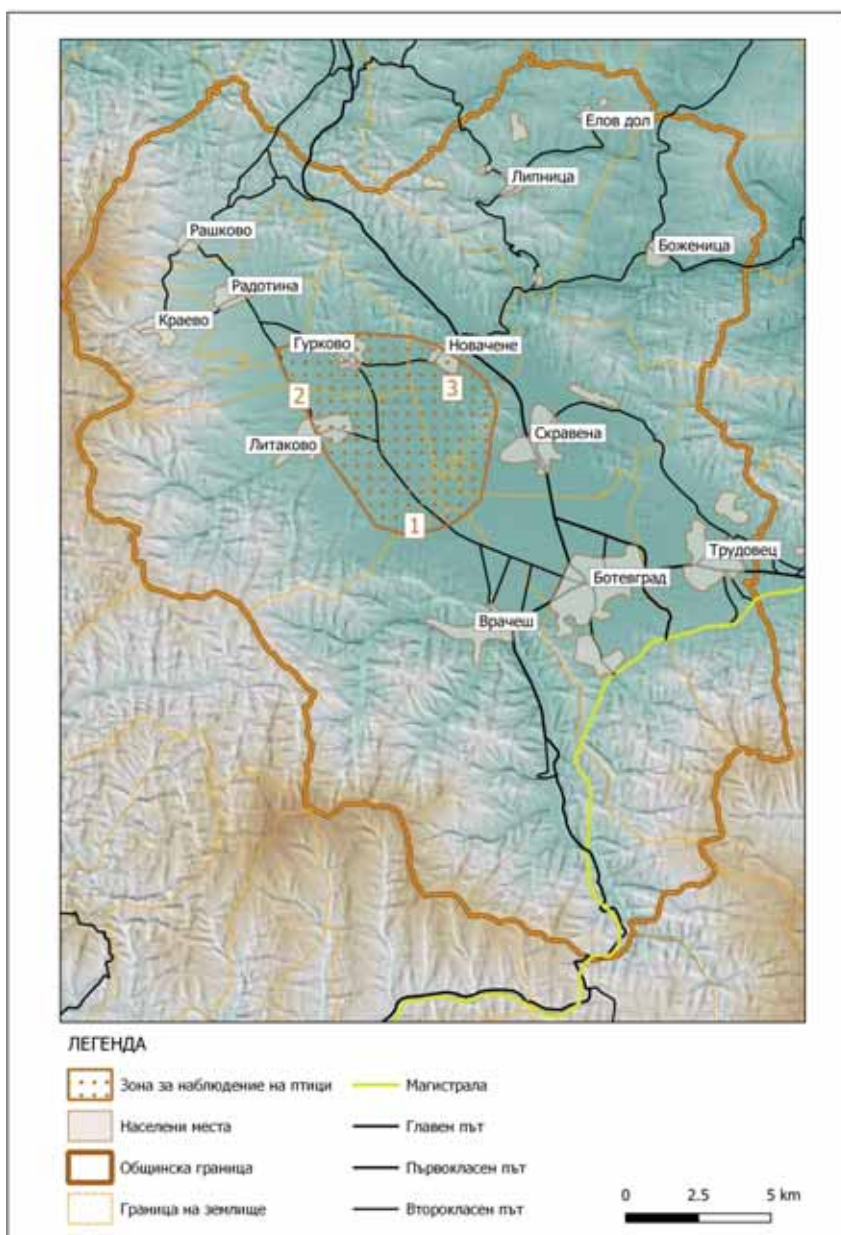 Елов дол
Липница
Рашково
Боженица
Радотина
Краево
Гурково
Новачене
2
3
Скравена
Литаково
1
Трудовец
Ботевград
Врачеш
ЛЕГЕНДА
Зона за наблюдение на птици
Населени места
Общинска граница
Граница на землище
Магистрала
Главен път
Първокласен път
Второкласен път
0 2.5 5 km